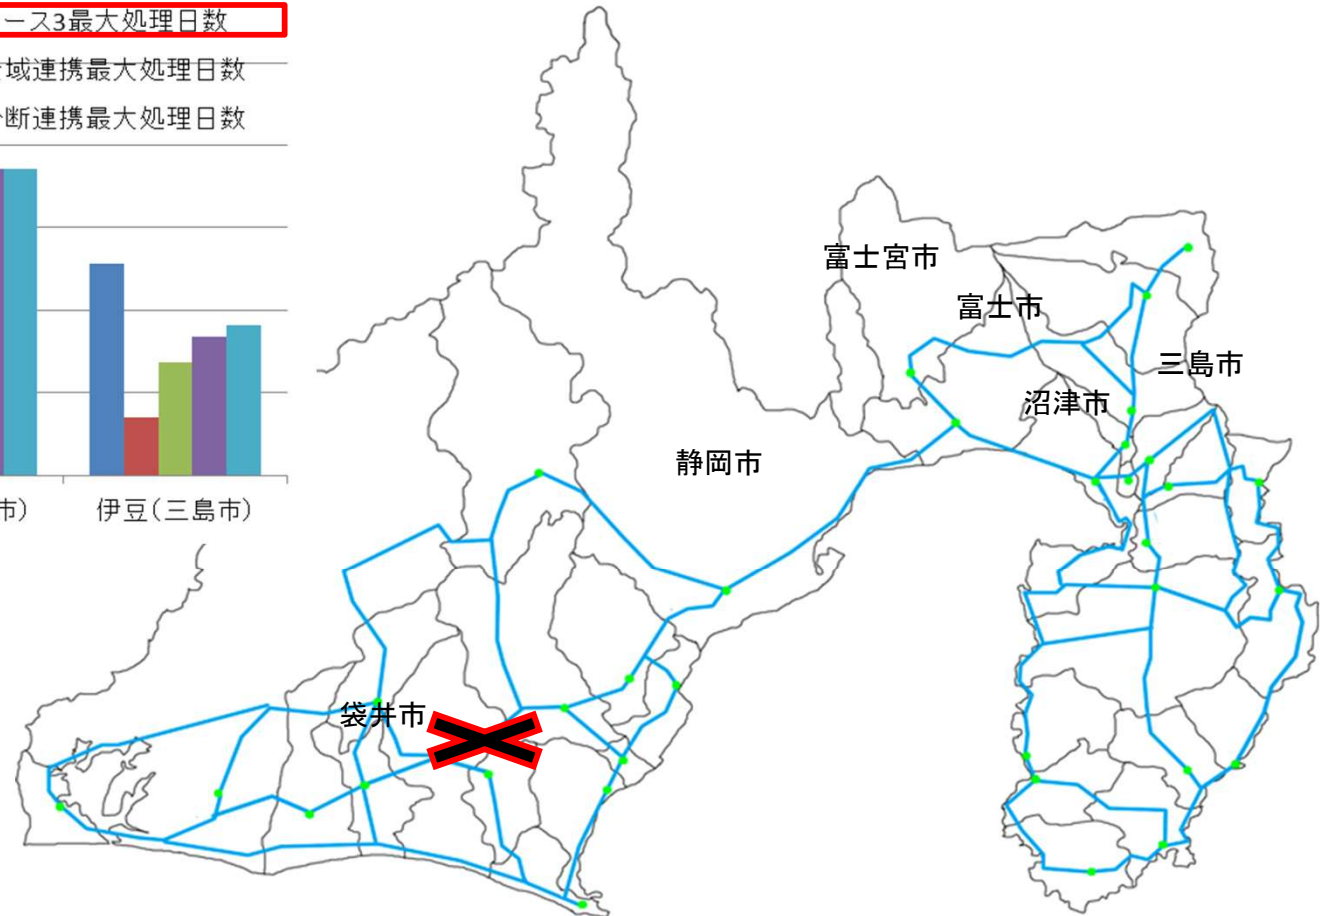 ース3最大処理日数
域連携最大処理日数
断連携最大処理日数
市)
伊豆(三島市)
富士宮市
富士市
三島市
沼津市
静岡市
袋井市